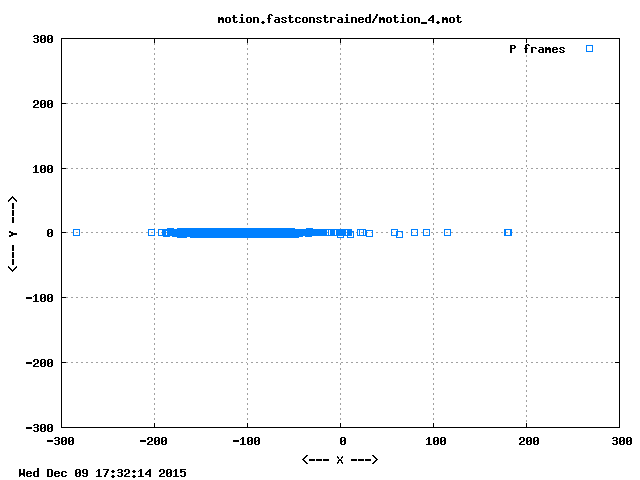 motion.fastconstrained/motion_4.mot
P frames
300
200
100
0
-100
-200
-300
<--- Y --->
-300 -200 -100 0 100 200 300
<--- X --->
Wed Dec 09 17:32:14 2015